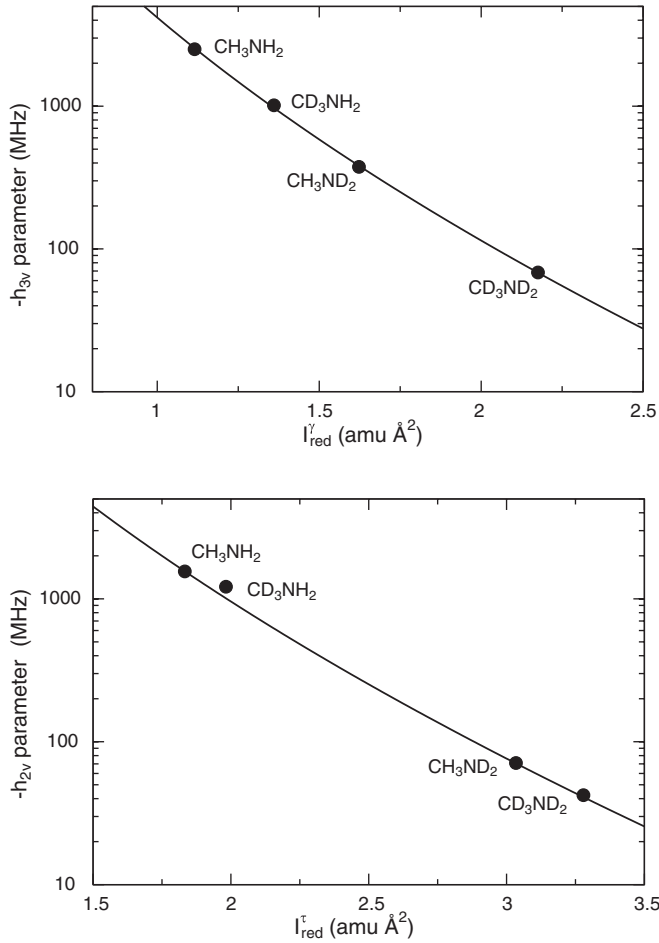 CH₃NH₂
CD₃NH₂
1000
CH₃ND₂
100
CD₃ND₂
10
-h₃ᵥ parameter (MHz)
1 1.5 2 2.5
I^γ_red (amu Å²)
CH₃NH₂
CD₃NH₂
1000
100
CH₃ND₂
CD₃ND₂
10
-h₂ᵥ parameter (MHz)
1.5 2 2.5 3 3.5
I^τ_red (amu Å²)